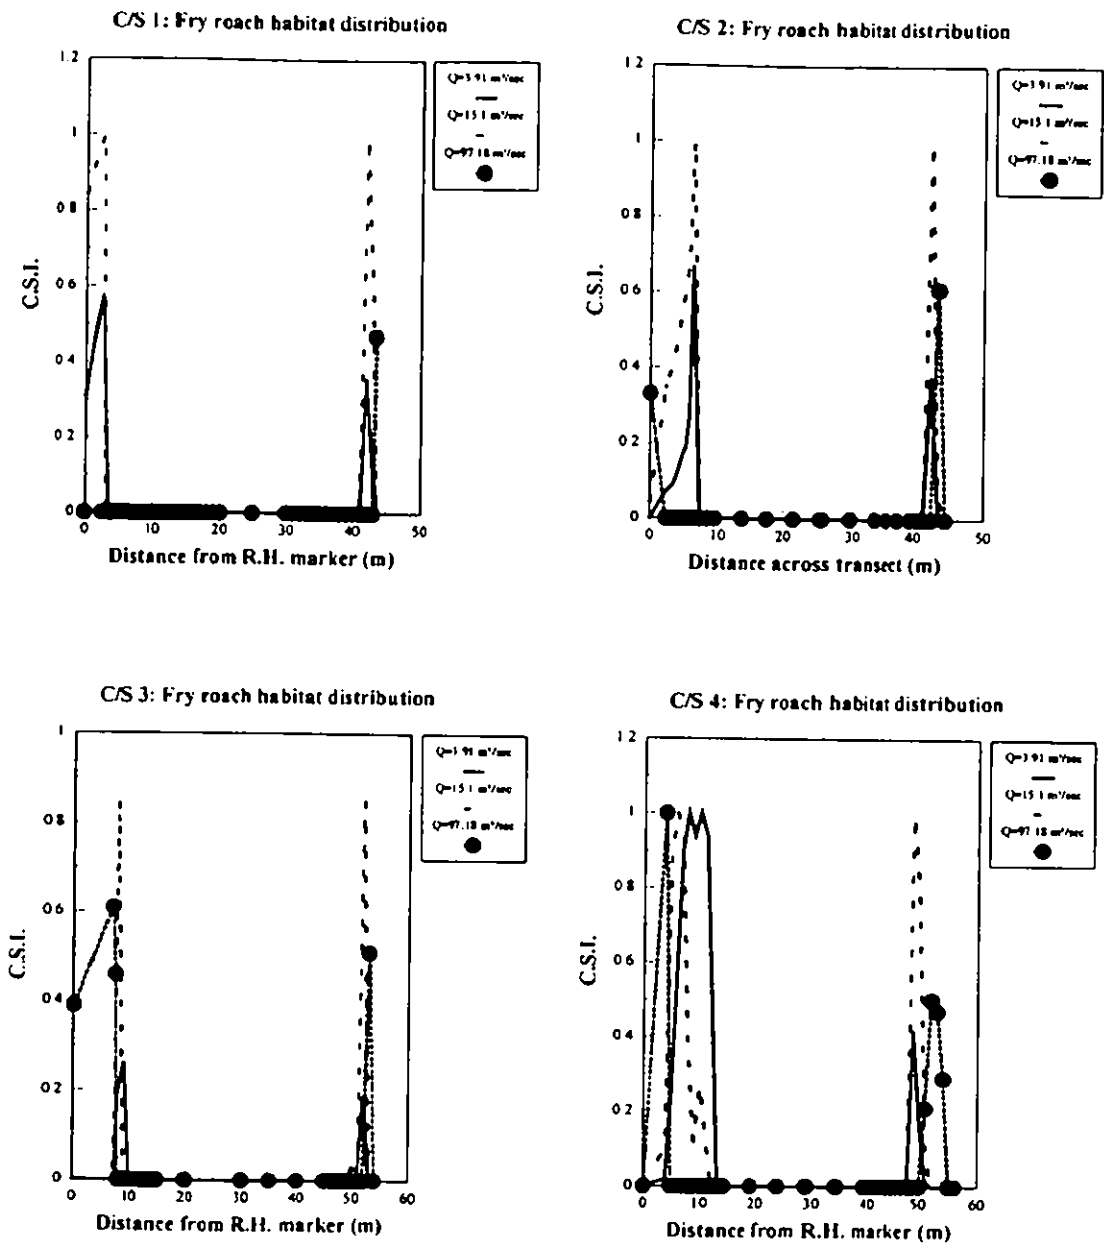 C/S 1: Fry roach habitat distribution
1.2
1
0.8
0.6
0.4
0.2
0
C.S.I.
0 10 20 30 40 50
Distance from R.H. marker (m)
Q=3.91 m³/sec
Q=15.1 m³/sec
Q=97.18 m³/sec
C/S 2: Fry roach habitat distribution
1.2
1
0.8
0.6
0.4
0.2
0
C.S.I.
0 10 20 30 40 50
Distance across transect (m)
Q=3.91 m³/sec
Q=15.1 m³/sec
Q=97.18 m³/sec
C/S 3: Fry roach habitat distribution
1
0.8
0.6
0.4
0.2
0
C.S.I.
0 10 20 30 40 50 60
Distance from R.H. marker (m)
Q=3.91 m³/sec
Q=15.1 m³/sec
Q=97.18 m³/sec
C/S 4: Fry roach habitat distribution
1.2
1
0.8
0.6
0.4
0.2
0
C.S.I.
0 10 20 30 40 50 60
Distance from R.H. marker (m)
Q=3.91 m³/sec
Q=15.1 m³/sec
Q=97.18 m³/sec